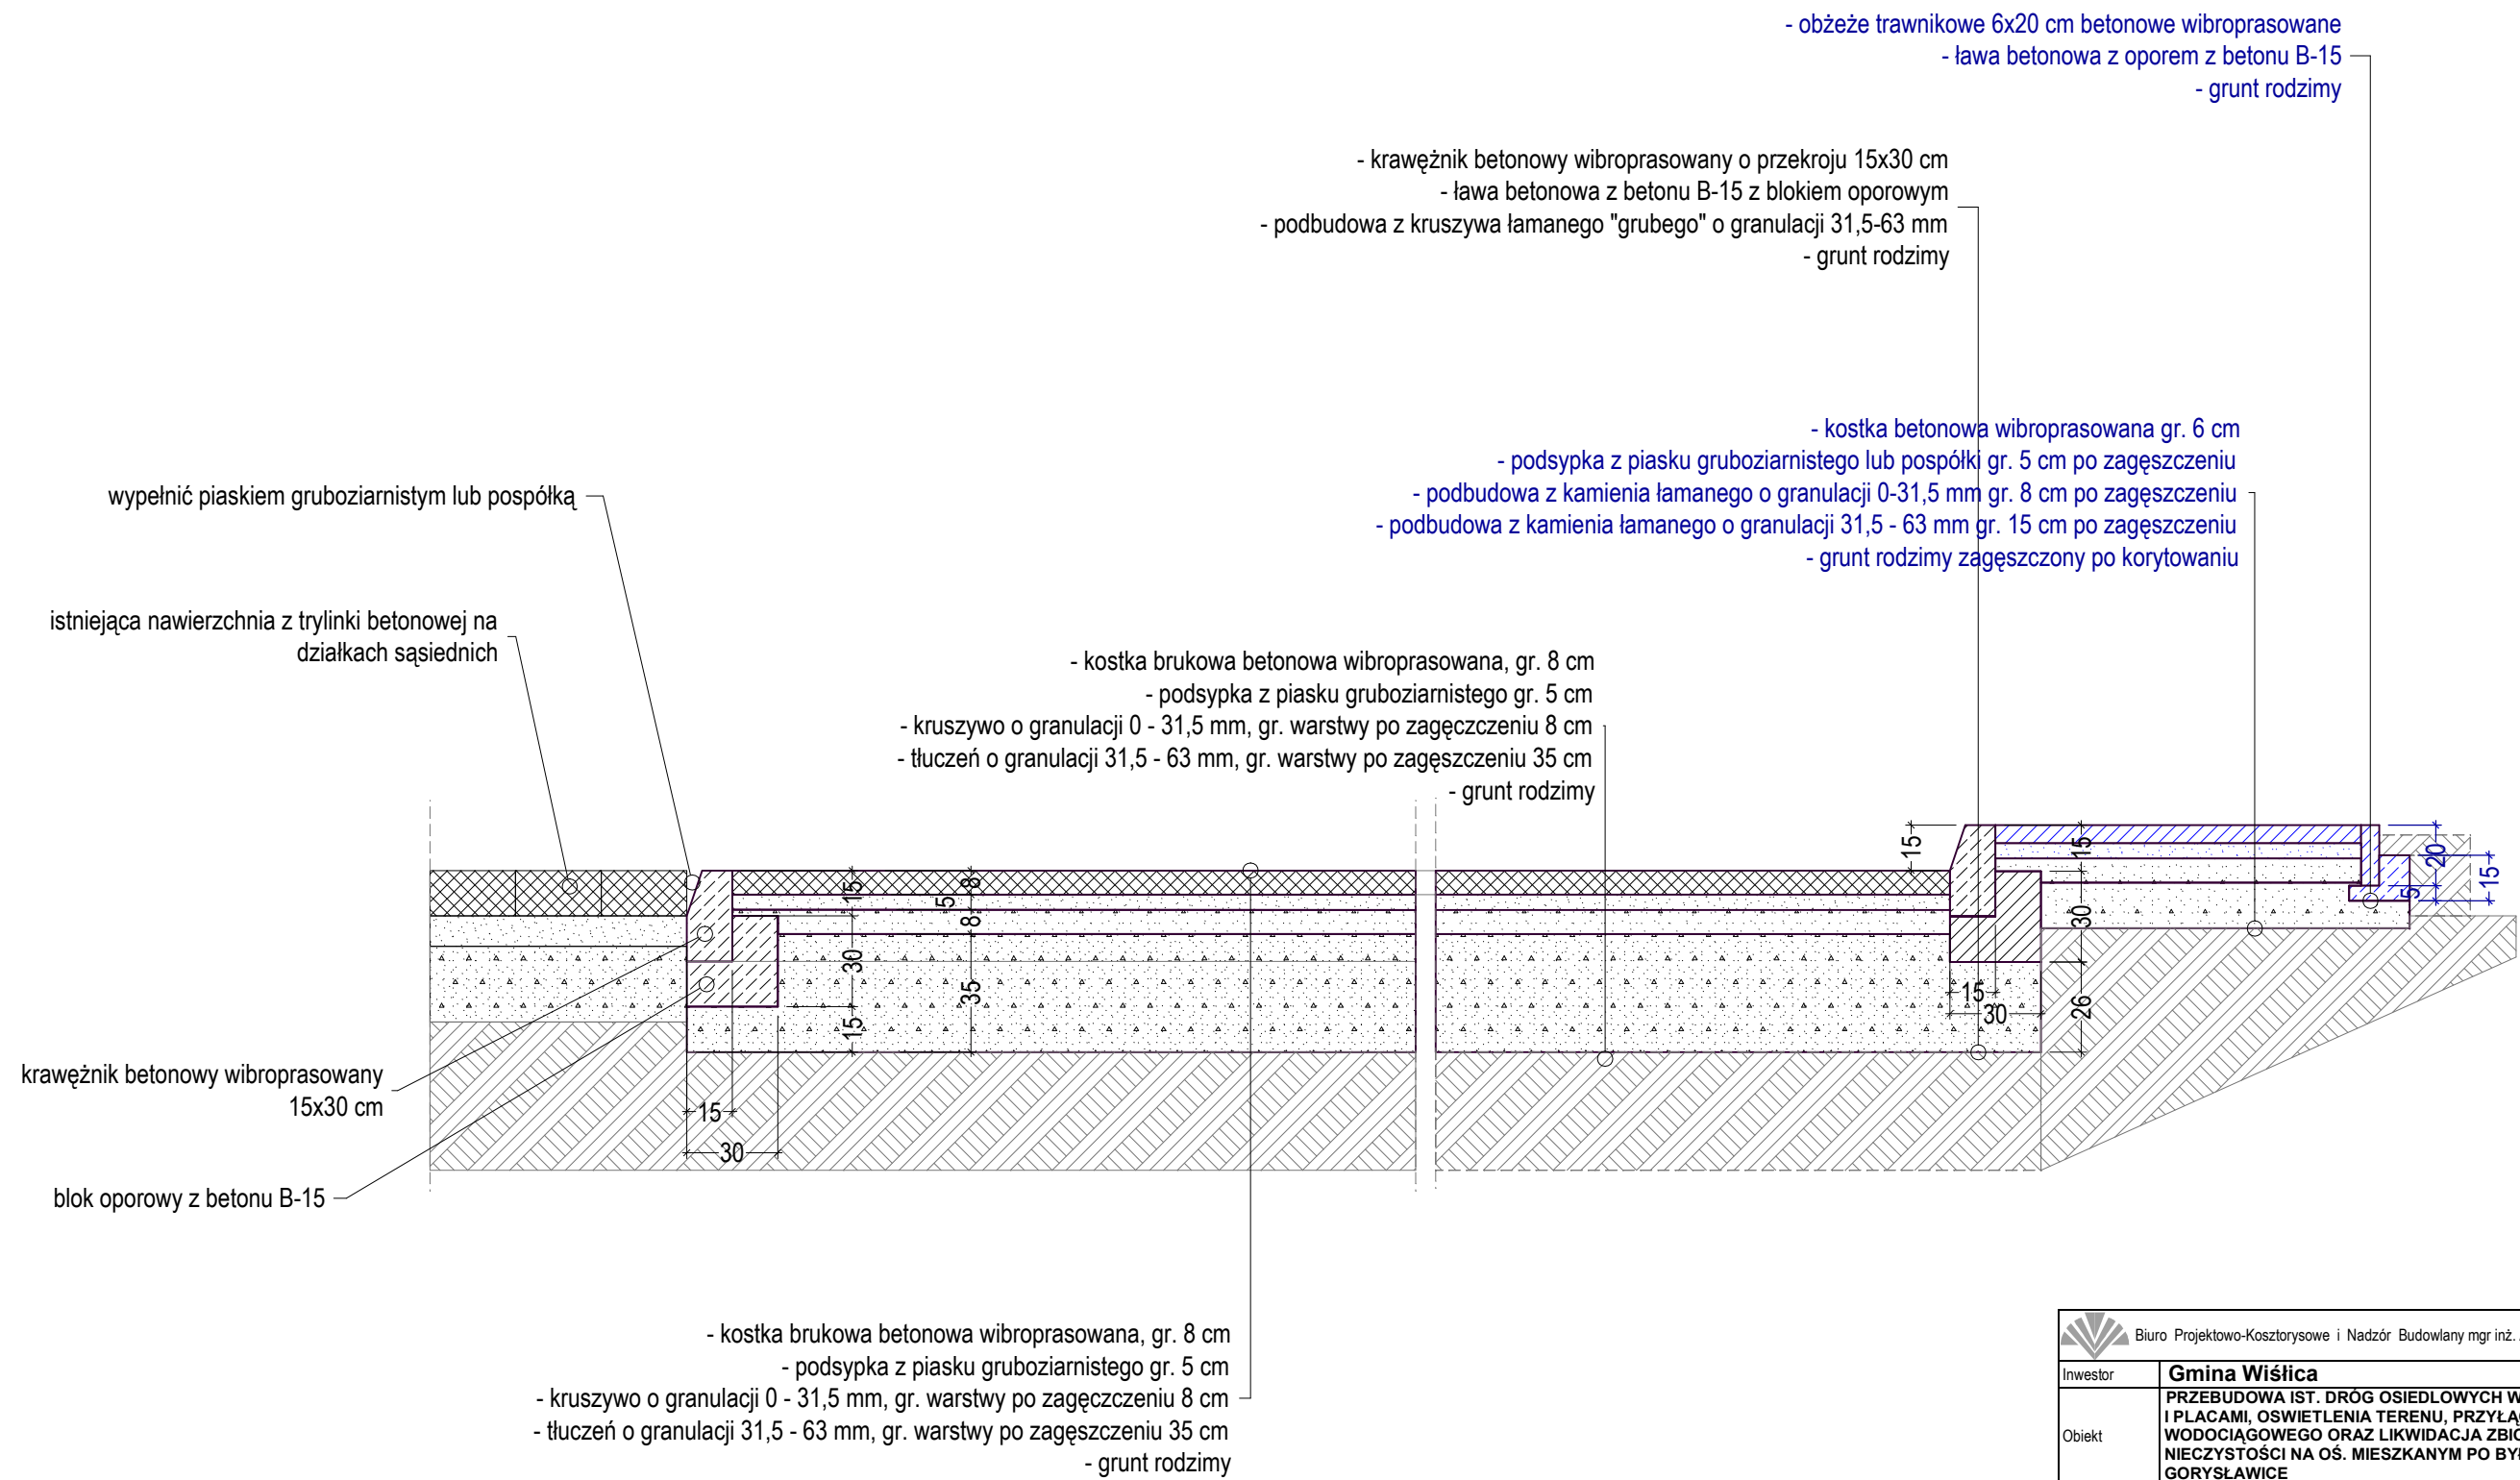 - obżeże trawnikowe 6x20 cm betonowe wibroprasowane
- ława betonowa z oporem z betonu B-15
- grunt rodzimy
- krawężnik betonowy wibroprasowany o przekroju 15x30 cm
- ława betonowa z betonu B-15 z blokiem oporowym
- podbudowa z kruszywa łamanego "grubego" o granulacji 31,5-63 mm
- grunt rodzimy
- kostka betonowa wibroprasowana gr. 6 cm
- podsypka z piasku gruboziarnistego lub pospółki gr. 5 cm po zagęszczeniu
- podbudowa z kamienia łamanego o granulacji 0-31,5 mm gr. 8 cm po zagęszczeniu
- podbudowa z kamienia łamanego o granulacji 31,5 - 63 mm gr. 15 cm po zagęszczeniu
- grunt rodzimy zagęszczony po korytowaniu
wypełnić piaskiem gruboziarnistym lub pospółką
istniejąca nawierzchnia z trylinki betonowej na
działkach sąsiednich
- kostka brukowa betonowa wibroprasowana, gr. 8 cm
- podsypka z piasku gruboziarnistego gr. 5 cm
- kruszywo o granulacji 0 - 31,5 mm, gr. warstwy po zagęczczeniu 8 cm
- tłuczeń o granulacji 31,5 - 63 mm, gr. warstwy po zagęszczeniu 35 cm
- grunt rodzimy
15
30
15
8
5
8
35
15
30
15
15
30
26
15
30
20
5
15
krawężnik betonowy wibroprasowany
15x30 cm
blok oporowy z betonu B-15
- kostka brukowa betonowa wibroprasowana, gr. 8 cm
- podsypka z piasku gruboziarnistego gr. 5 cm
- kruszywo o granulacji 0 - 31,5 mm, gr. warstwy po zagęczczeniu 8 cm
- tłuczeń o granulacji 31,5 - 63 mm, gr. warstwy po zagęszczeniu 35 cm
- grunt rodzimy
Biuro Projektowo-Kosztorysowe i Nadzór Budowlany mgr inż.
Inwestor
Gmina Wiślica
Obiekt
PRZEBUDOWA IST. DRÓG OSIEDLOWYCH W
I PLACAMI, OSWIETLENIA TERENU,
WODOCIĄGOWEGO ORAZ LIKWIDACJA
NIECZYSTOŚCI NA OŚ. MIESZKANYM PO
GORYSŁAWICE